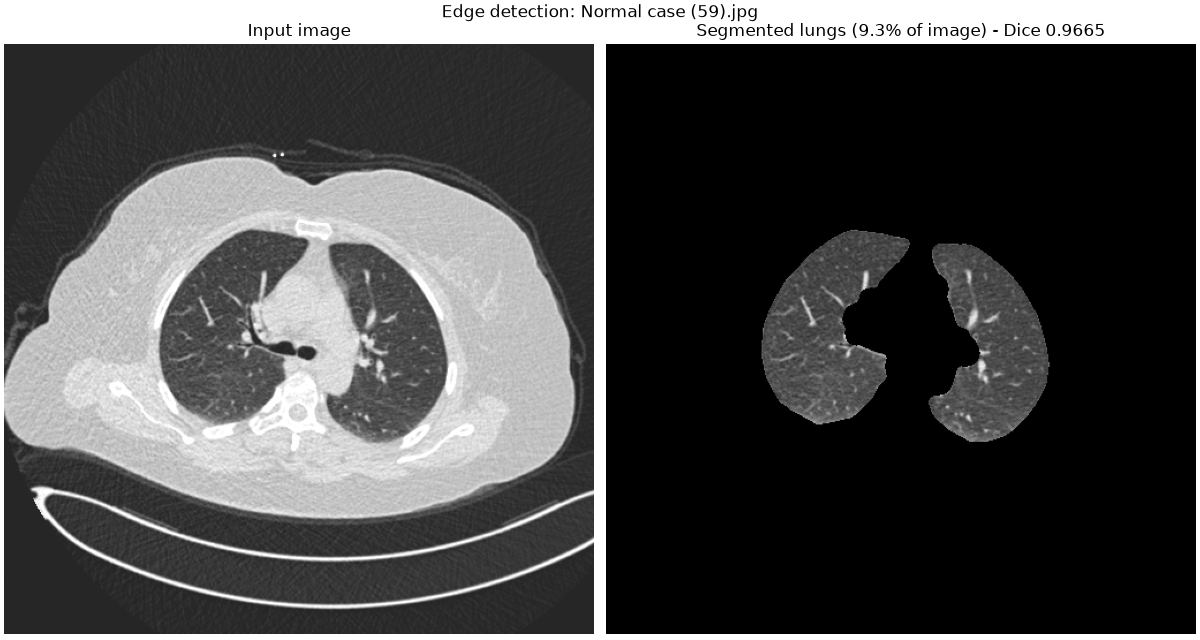 Edge detection: Normal case (59).jpg
Input image
Segmented lungs (9.3% of image) - Dice 0.9665